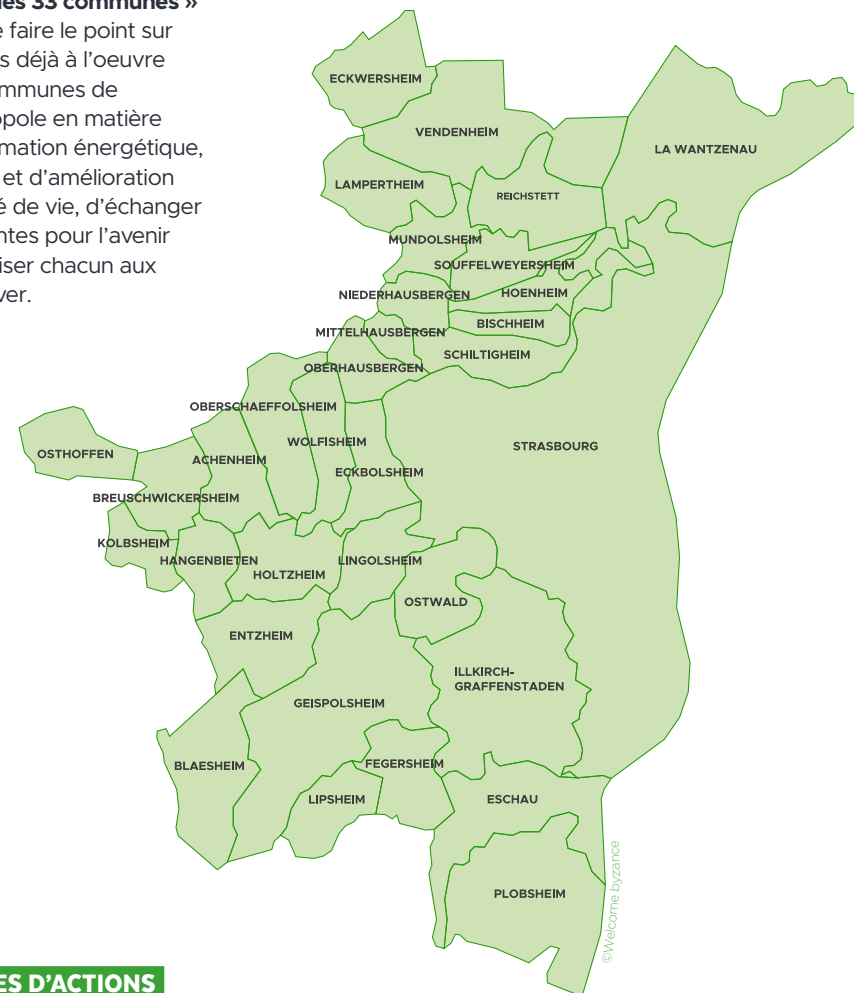 les 33 communes »
e faire le point sur
s déjà à l'oeuvre
mmunes de
pole en matière
mation énergétique,
et d'amélioration
é de vie, d'échanger
ntes pour l'avenir
iser chacun aux
ver.
ECKWERSHEIM
VENDENHEIM
LA WANTZENAU
LAMPERTHEIM
REICHSTETT
MUNDOLSHEIM
SOUFFELWEYERSHEIM
NIEDERHAUSBERGEN
HOENHEIM
BISCHHEIM
MITTELHAUSBERGEN
SCHILTIGHEIM
OBERHAUSBERGEN
OBERSCHAEFFOLSHEIM
WOLFISHEIM
STRASBOURG
OSTHOFFEN
ACHENHEIM
ECKBOLSHEIM
BREUSCHWICKERSHEIM
KOLBSHEIM
HANGENBIETEN
LINGOLSHEIM
HOLTZHEIM
OSTWALD
ENTZHEIM
ILLKIRCH-
GRAFFENSTADEN
GEISPOLSHEIM
BLAESHEIM
FEGERSHEIM
LIPSHEIM
ESCHAU
PLOBSHEIM
©Welcome byzance
ES D'ACTIONS